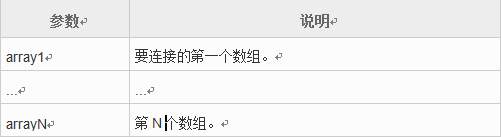 参数 说明
array1 要连接的第一个数组。
... ...
arrayN 第 N 个数组。